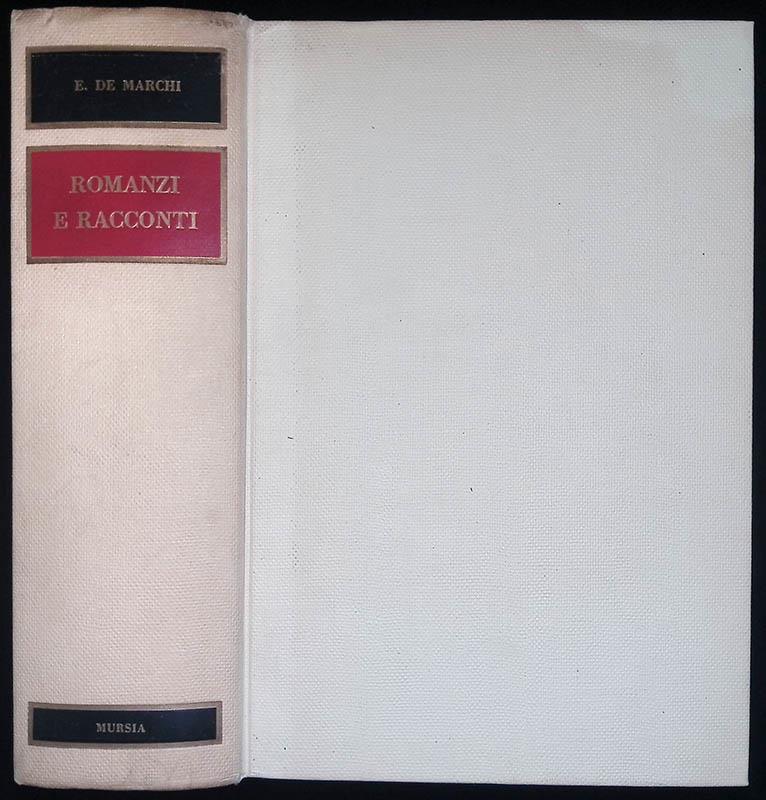 E. DE MARCHI
ROMANZI
E RACCONTI
MURSIA